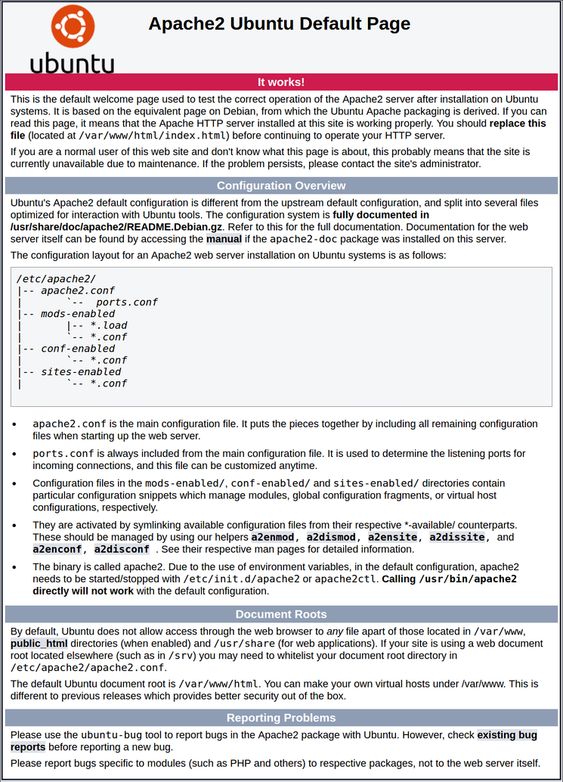 Apache2 Ubuntu Default Page
ubuntu
It works!
This is the default welcome page used to test the correct operation of the Apache2 server after installation on Ubuntu
systems. It is based on the equivalent page on Debian, from which the Ubuntu Apache packaging is derived. If you can
read this page, it means that the Apache HTTP server installed at this site is working properly. You should replace this
file (located at /var/www/html/index.html) before continuing to operate your HTTP server.
If you are a normal user of this web site and don't know what this page is about, this probably means that the site is
currently unavailable due to maintenance. If the problem persists, please contact the site's administrator.
Configuration Overview
Ubuntu's Apache2 default configuration is different from the upstream default configuration, and split into several files
optimized for interaction with Ubuntu tools. The configuration system is fully documented in
/usr/share/doc/apache2/README.Debian.gz. Refer to this for the full documentation. Documentation for the web
server itself can be found by accessing the manual if the apache2-doc package was installed on this server.
The configuration layout for an Apache2 web server installation on Ubuntu systems is as follows:
/etc/apache2/
|-- apache2.conf
|       `--  ports.conf
|-- mods-enabled
|       |-- *.load
|       `-- *.conf
|-- conf-enabled
|       `-- *.conf
|-- sites-enabled
|       `-- *.conf
• apache2.conf is the main configuration file. It puts the pieces together by including all remaining configuration
files when starting up the web server.
• ports.conf is always included from the main configuration file. It is used to determine the listening ports for
incoming connections, and this file can be customized anytime.
• Configuration files in the mods-enabled/, conf-enabled/ and sites-enabled/ directories contain
particular configuration snippets which manage modules, global configuration fragments, or virtual host
configurations, respectively.
• They are activated by symlinking available configuration files from their respective *-available/ counterparts.
These should be managed by using our helpers a2enmod, a2dismod, a2ensite, a2dissite, and
a2enconf, a2disconf . See their respective man pages for detailed information.
• The binary is called apache2. Due to the use of environment variables, in the default configuration, apache2
needs to be started/stopped with /etc/init.d/apache2 or apache2ctl. Calling /usr/bin/apache2
directly will not work with the default configuration.
Document Roots
By default, Ubuntu does not allow access through the web browser to any file apart of those located in /var/www,
public_html directories (when enabled) and /usr/share (for web applications). If your site is using a web document
root located elsewhere (such as in /srv) you may need to whitelist your document root directory in
/etc/apache2/apache2.conf.
The default Ubuntu document root is /var/www/html. You can make your own virtual hosts under /var/www. This is
different to previous releases which provides better security out of the box.
Reporting Problems
Please use the ubuntu-bug tool to report bugs in the Apache2 package with Ubuntu. However, check existing bug
reports before reporting a new bug.
Please report bugs specific to modules (such as PHP and others) to respective packages, not to the web server itself.